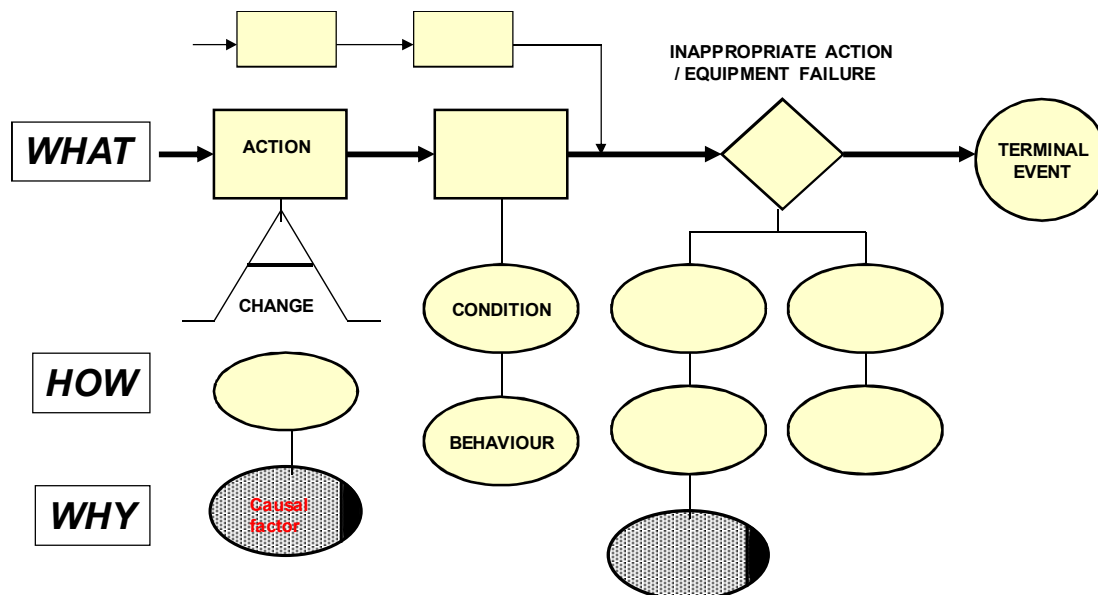 INAPPROPRIATE ACTION
/ EQUIPMENT FAILURE
WHAT
ACTION
TERMINAL
EVENT
CHANGE
CONDITION
HOW
BEHAVIOUR
WHY
Causal
factor